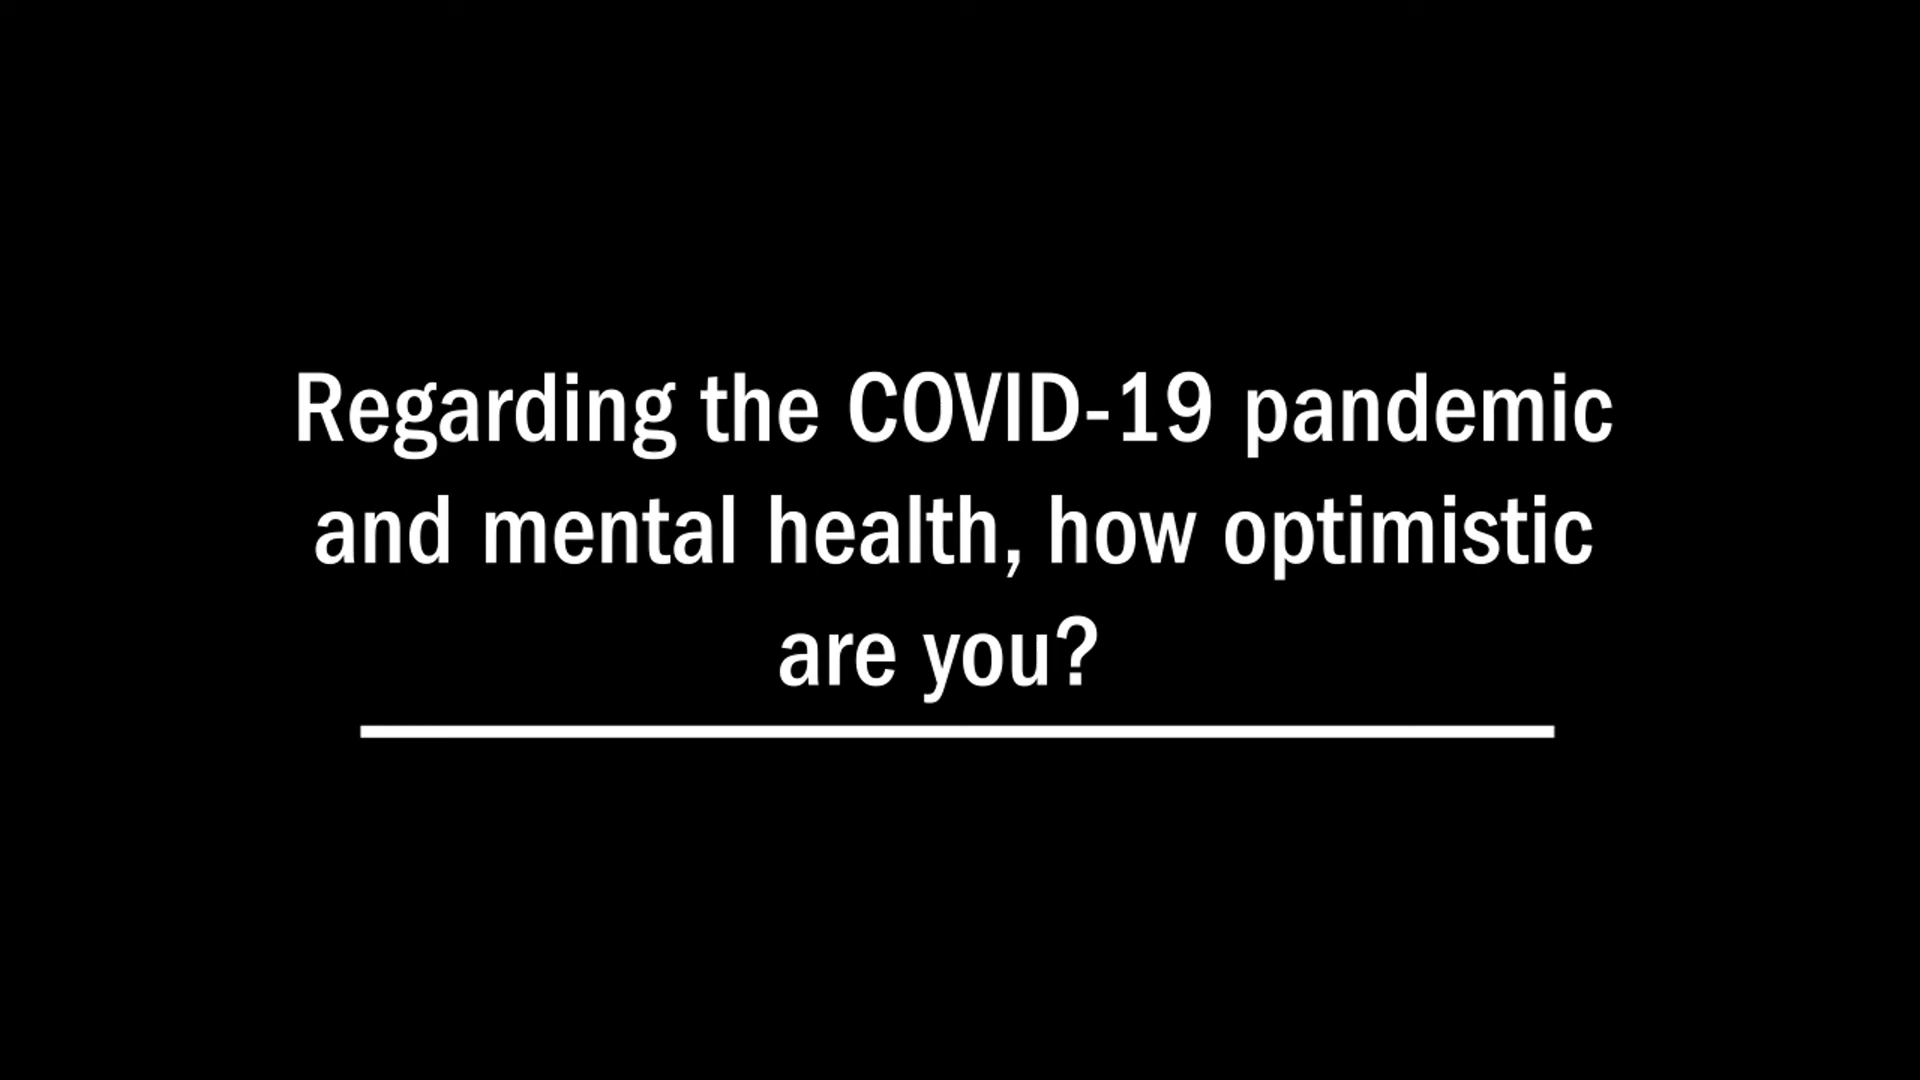 Regarding the COVID-19 pandemic
and mental health, how optimistic
are you?